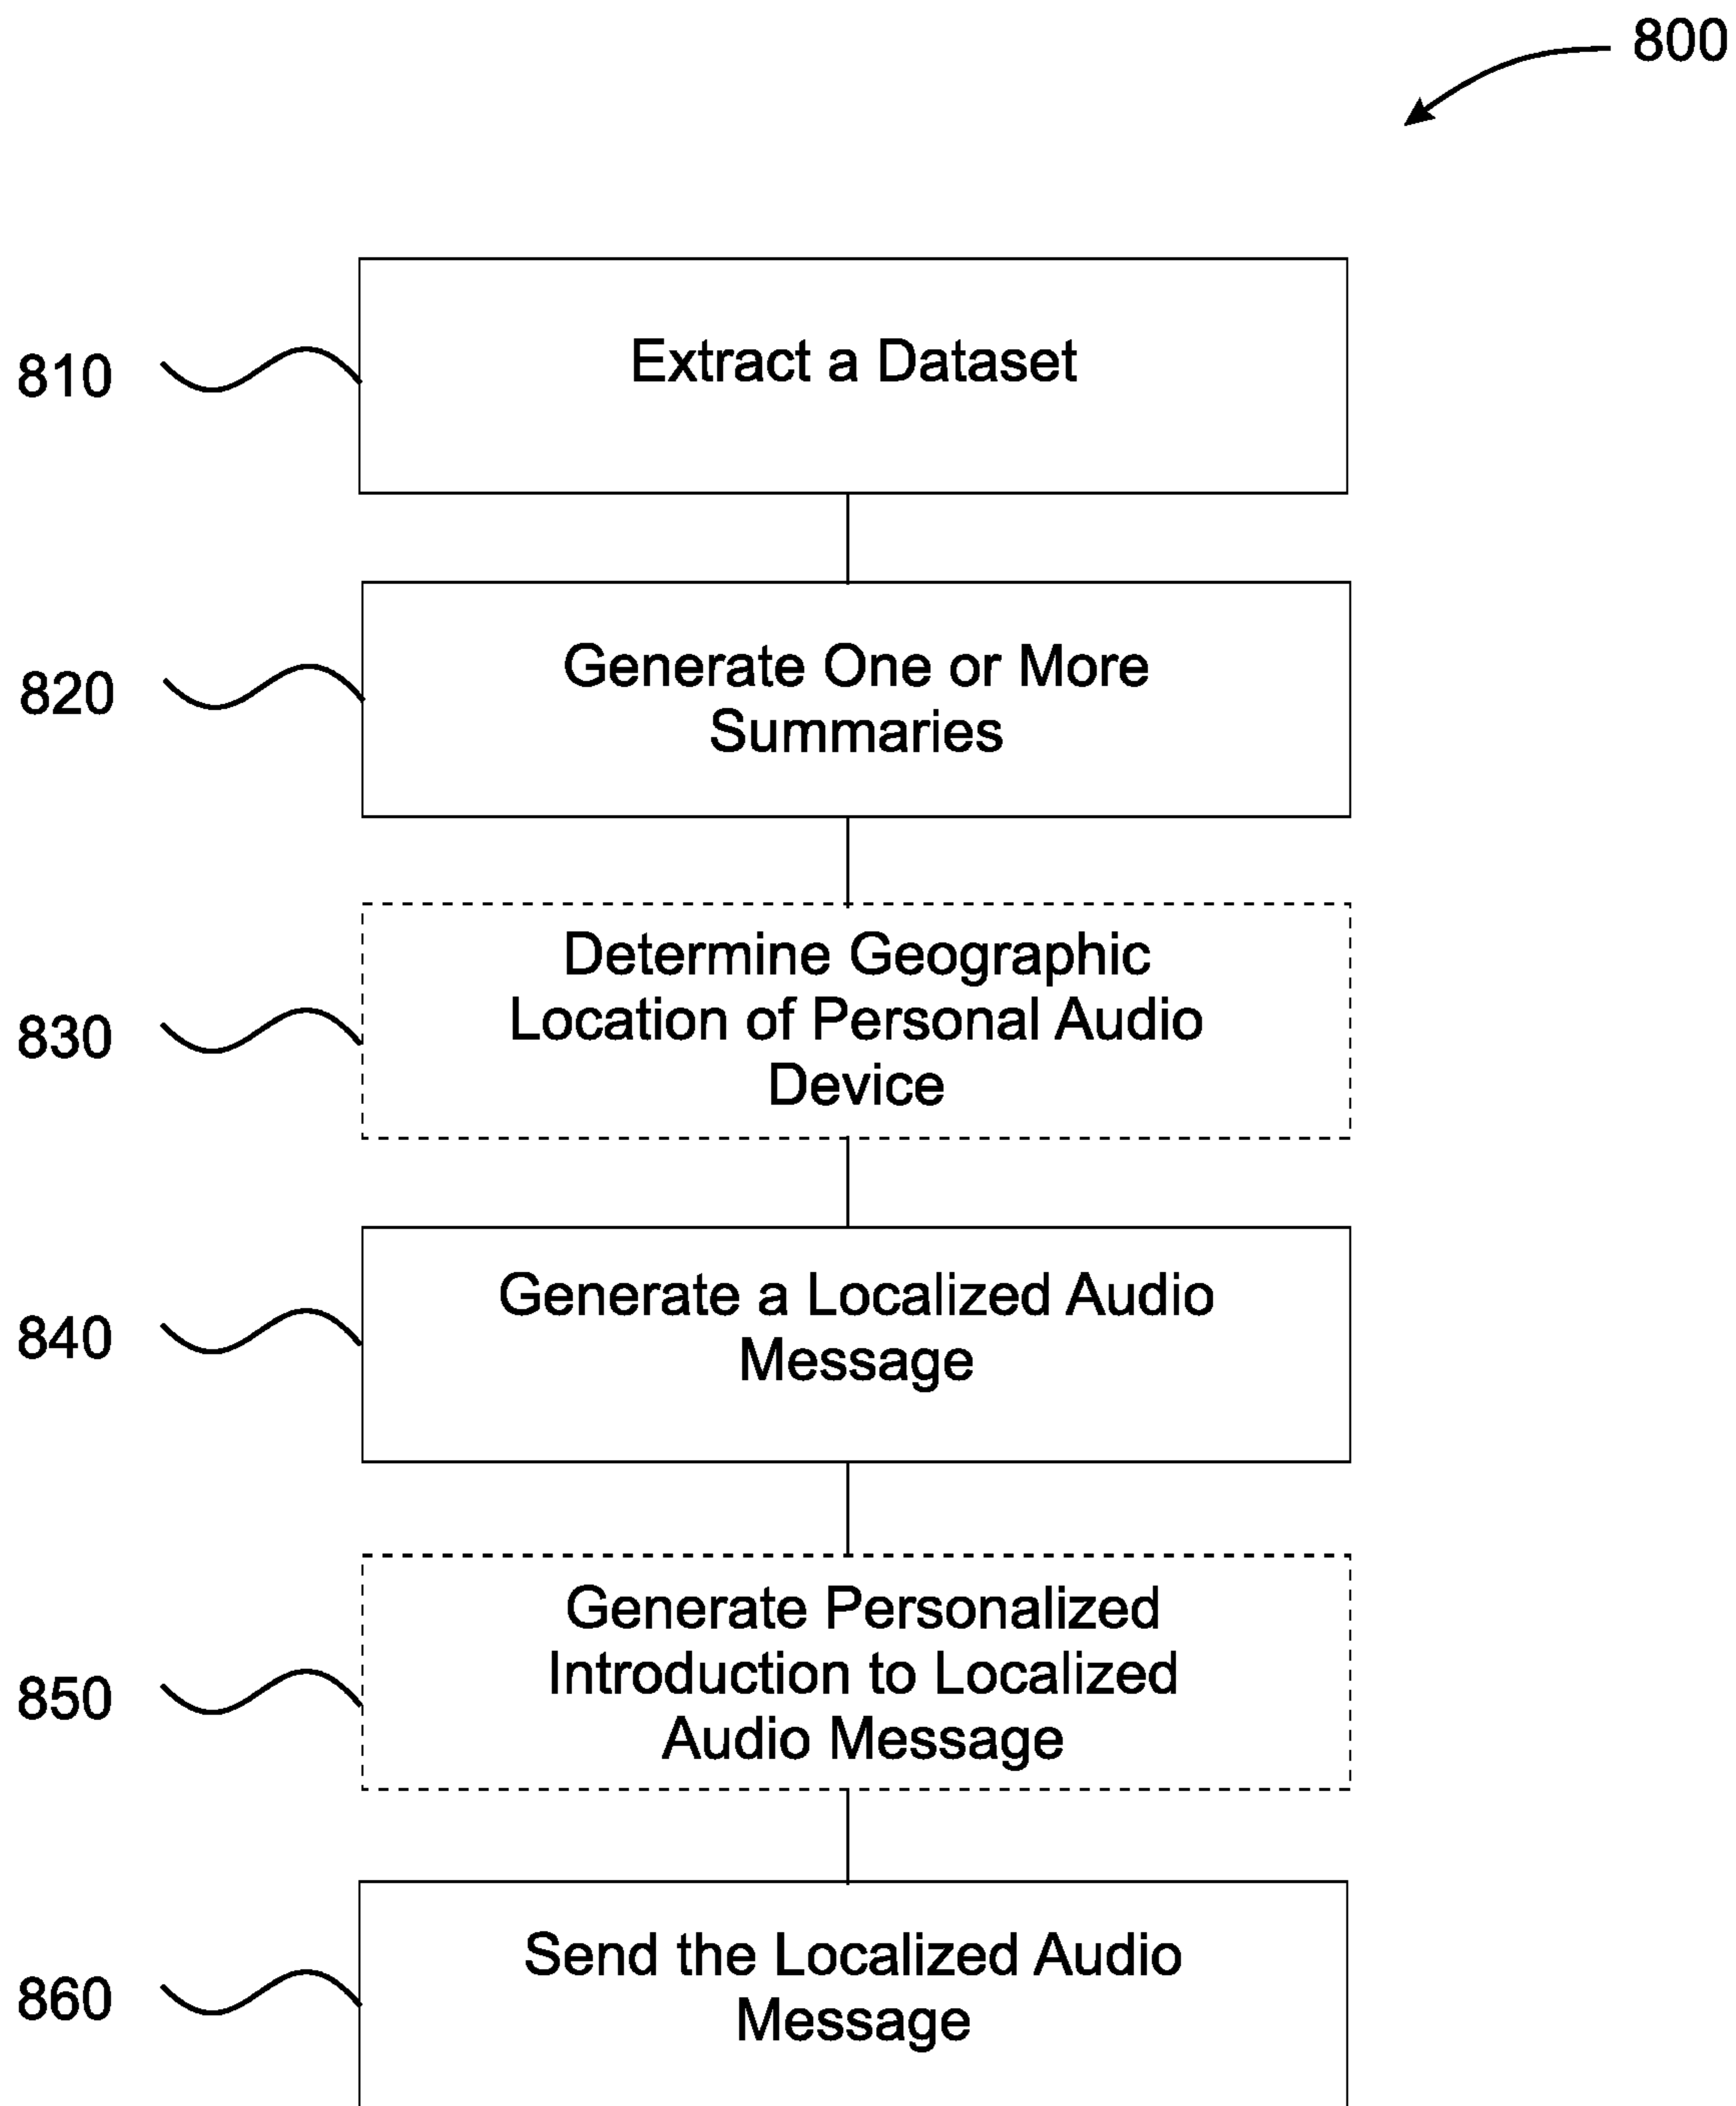 800
810
Extract a Dataset
820
Generate One or More
Summaries
830
Determine Geographic
Location of Personal Audio
Device
840
Generate a Localized Audio
Message
850
Generate Personalized
Introduction to Localized
Audio Message
860
Send the Localized Audio
Message